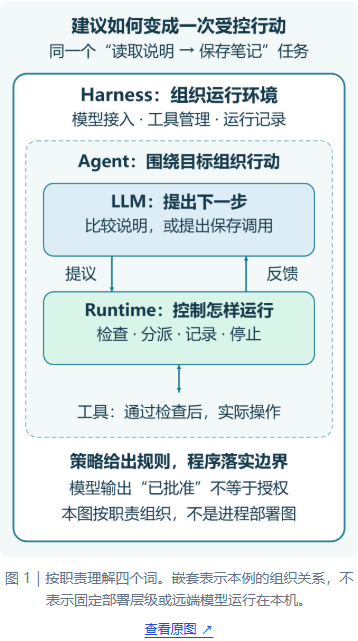 建议如何变成一次受控行动
同一个“读取说明 → 保存笔记”任务
Harness：组织运行环境
模型接入 · 工具管理 · 运行记录
Agent：围绕目标组织行动
LLM：提出下一步
比较说明，或提出保存调用
提议
反馈
Runtime：控制怎样运行
检查 · 分派 · 记录 · 停止
工具：通过检查后，实际操作
策略给出规则，程序落实边界
模型输出“已批准”不等于授权
本图按职责组织，不是进程部署图
图 1｜按职责理解四个词。嵌套表示本例的组织关系，不
表示固定部署层级或远端模型运行在本机。
查看原图 ↗